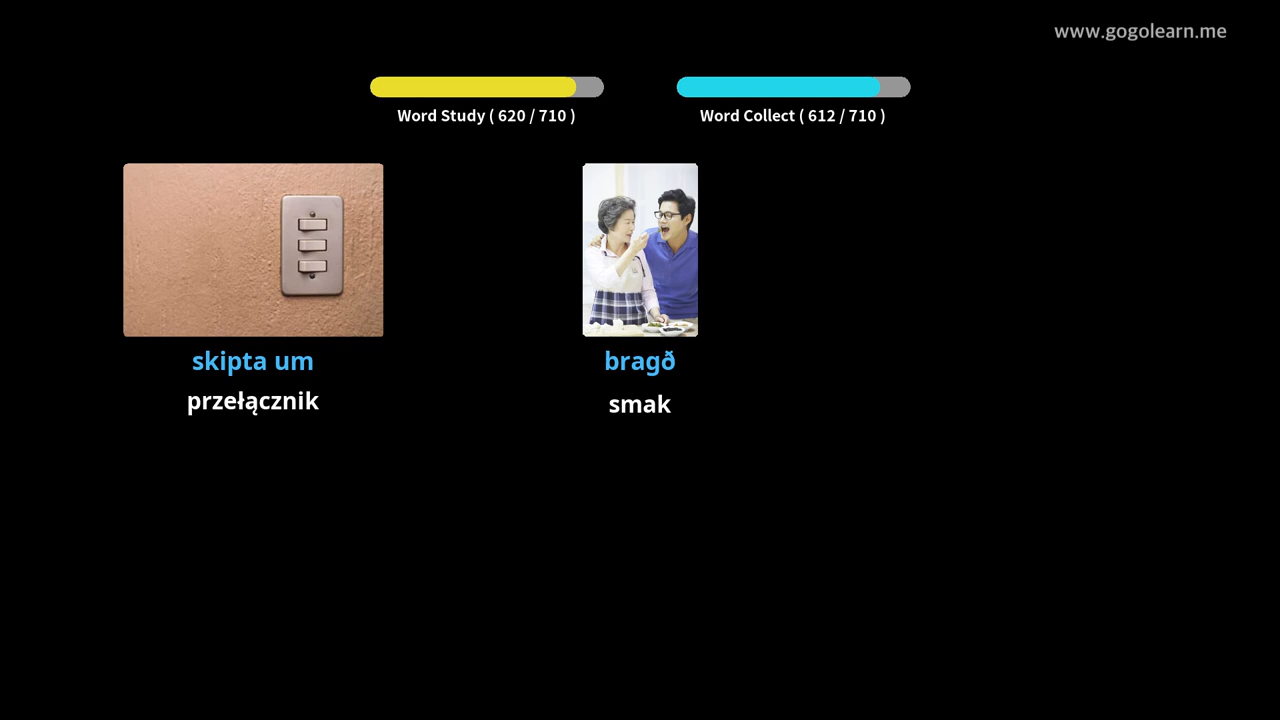 www.gogolearn.me
Word Study ( 620 / 710 )
Word Collect ( 612 / 710 )
skipta um
przełącznik
bragð
smak